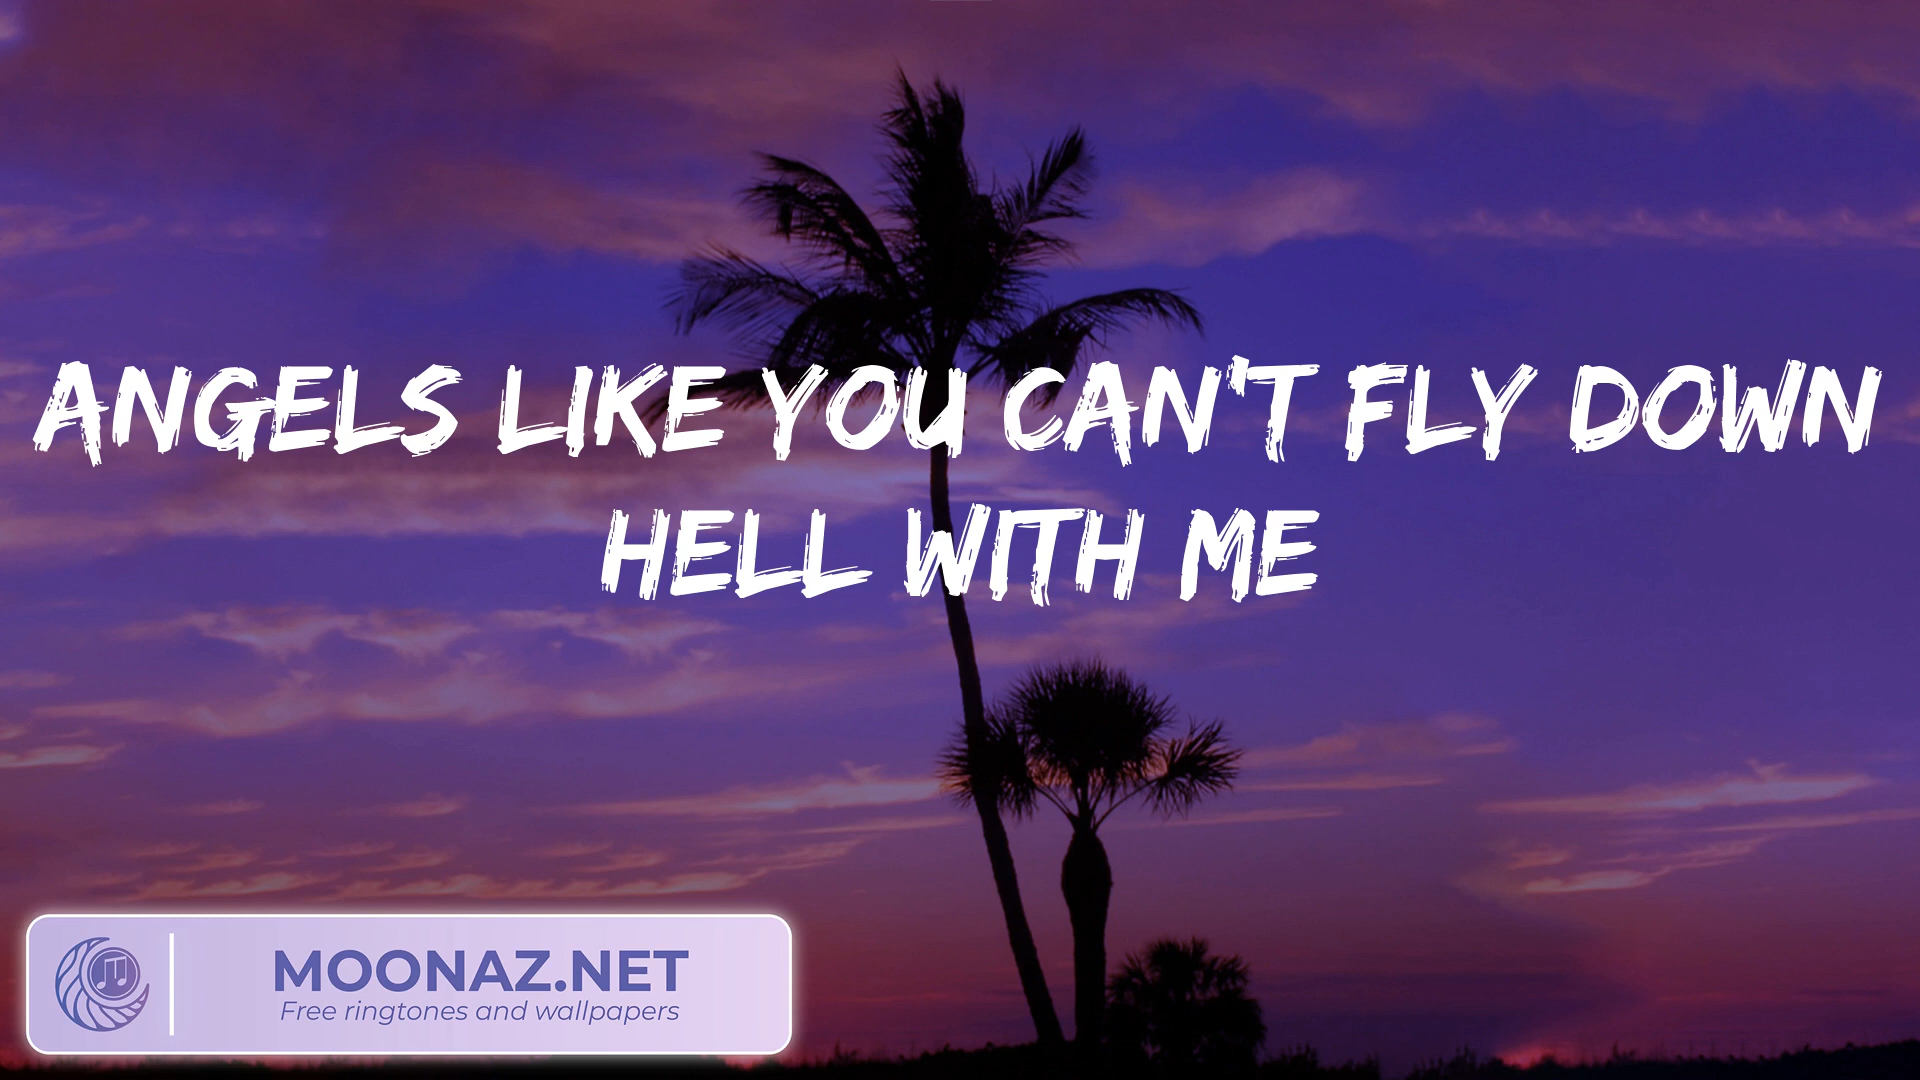 ANGELS LIKE YOU CAN'T FLY DOWN
HELL WITH ME
MOONAZ.NET
Free ringtones and wallpapers